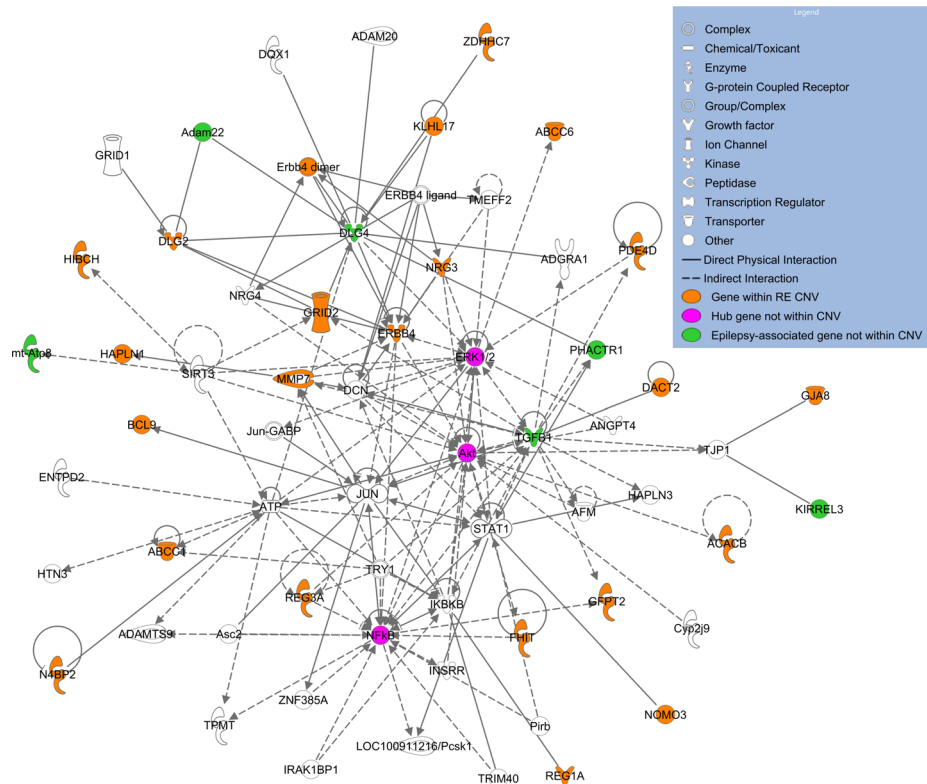 Legend
Complex
Chemical/Toxicant
Enzyme
G-protein Coupled Receptor
Group/Complex
Growth factor
Ion Channel
Kinase
Peptidase
Transcription Regulator
Transporter
Other
Direct Physical Interaction
Indirect Interaction
Gene within RE CNV
Hub gene not within CNV
Epilepsy-associated gene not within CNV
ADAM20
ZDHHC7
DQX1
Adam22
KLHL17
ABCC6
GRID1
Erbb4 dimer
ERBB4 ligand
TMEFF2
DLG4
DLG2
PDE4D
HIBCH
NRG3
ADGRA1
NRG4
GRID2
ERBB4
mt-Atp8
HAPLN1
ERK1/2
PHACTR1
SIRT3
MMP7
DCN
DACT2
GJA8
BCL9
Jun-GABP
TGFB1
ANGPT4
Akt
TJP1
ENTPD2
JUN
HAPLN3
ATP
AFM
KIRREL3
STAT1
ABCC1
ACACB
HTN3
TRY1
REG3A
IKBKB
GFPT2
ADAMTS9
Asc2
NFkB
FHIT
Cyp2j9
N4BP2
INSRR
ZNF385A
NOMO3
TPMT
Pirb
LOC100911216/Pcsk1
IRAK1BP1
TRIM40
REG1A